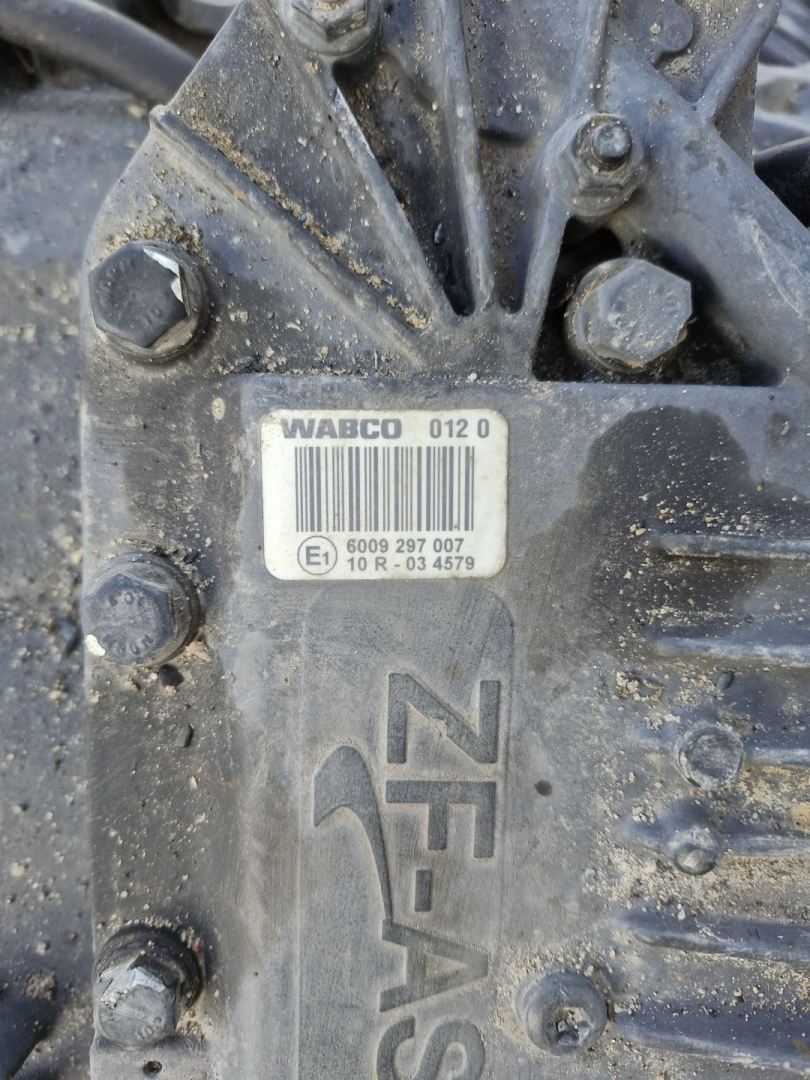 WABCO 012 0
E1 6009 297 007
10 R - 03 4579
ZF-AS